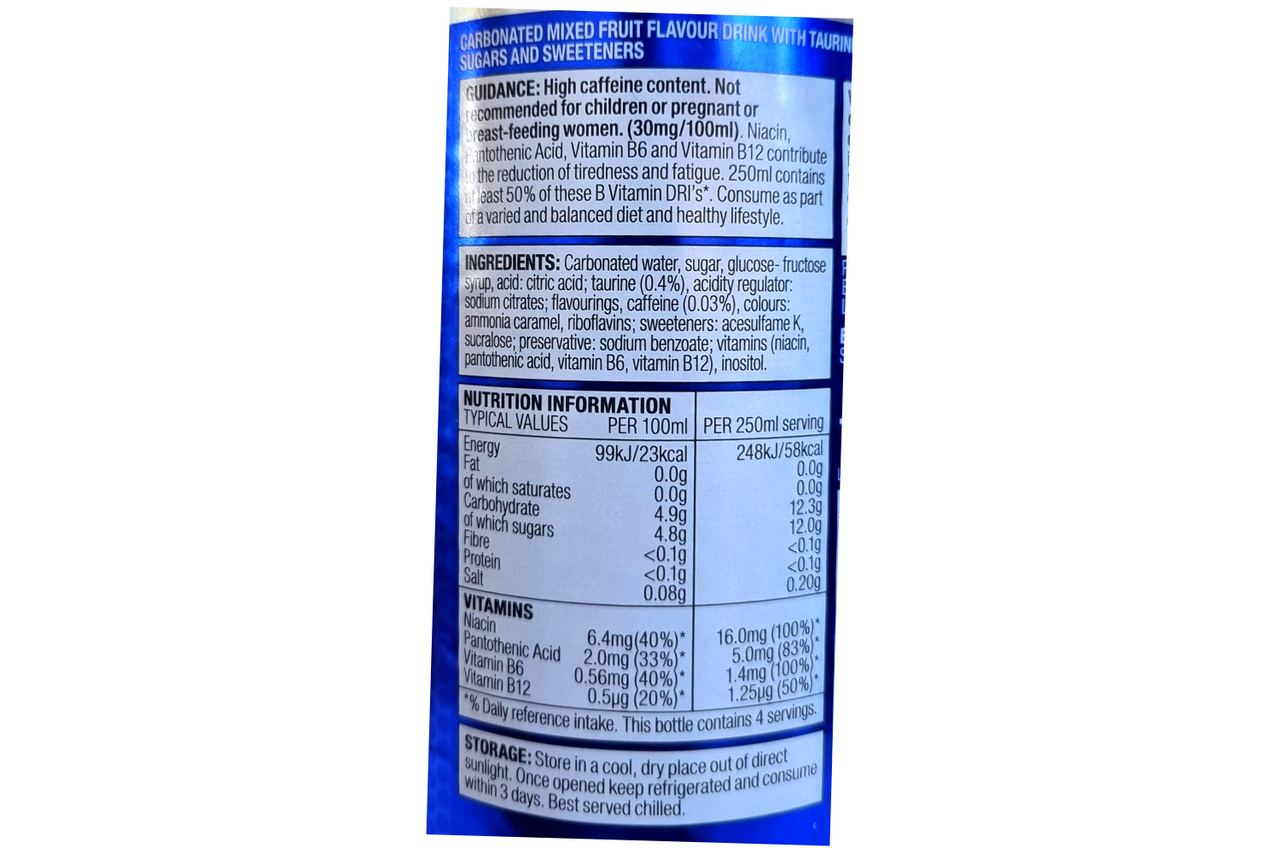 CARBONATED MIXED FRUIT FLAVOUR DRINK WITH TAURIN
SUGARS AND SWEETENERS
GUIDANCE: High caffeine content. Not
recommended for children or pregnant or
breast-feeding women. (30mg/100ml). Niacin,
Pantothenic Acid, Vitamin B6 and Vitamin B12 contribute
to the reduction of tiredness and fatigue. 250ml contains
at least 50% of these B Vitamin DRI's*. Consume as part
of a varied and balanced diet and healthy lifestyle.
INGREDIENTS: Carbonated water, sugar, glucose- fructose
syrup, acid: citric acid; taurine (0.4%), acidity regulator:
sodium citrates; flavourings, caffeine (0.03%), colours:
ammonia caramel, riboflavins; sweeteners: acesulfame K,
sucralose; preservative: sodium benzoate; vitamins (niacin,
pantothenic acid, vitamin B6, vitamin B12), inositol.
NUTRITION INFORMATION
TYPICAL VALUES PER 100ml PER 250ml serving
Energy 99kJ/23kcal 248kJ/58kcal
Fat 0.0g 0.0g
of which saturates 0.0g 0.0g
Carbohydrate 4.9g 12.3g
of which sugars 4.8g 12.0g
Fibre <0.1g <0.1g
Protein <0.1g <0.1g
Salt 0.08g 0.20g
VITAMINS
Niacin 6.4mg(40%)* 16.0mg (100%)*
Pantothenic Acid 2.0mg (33%)* 5.0mg (83%)*
Vitamin B6 0.56mg (40%)* 1.4mg (100%)*
Vitamin B12 0.5µg (20%)* 1.25µg (50%)*
*% Daily reference intake. This bottle contains 4 servings.
STORAGE: Store in a cool, dry place out of direct
sunlight. Once opened keep refrigerated and consume
within 3 days. Best served chilled.